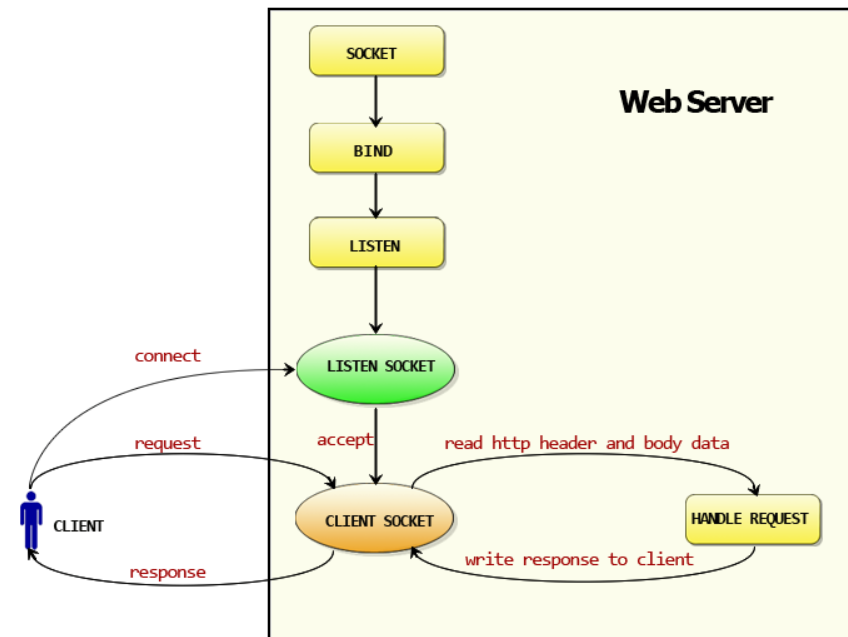 SOCKET
Web Server
BIND
LISTEN
connect
LISTEN SOCKET
request
accept
read http header and body data
CLIENT
CLIENT SOCKET
HANDLE REQUEST
response
write response to client